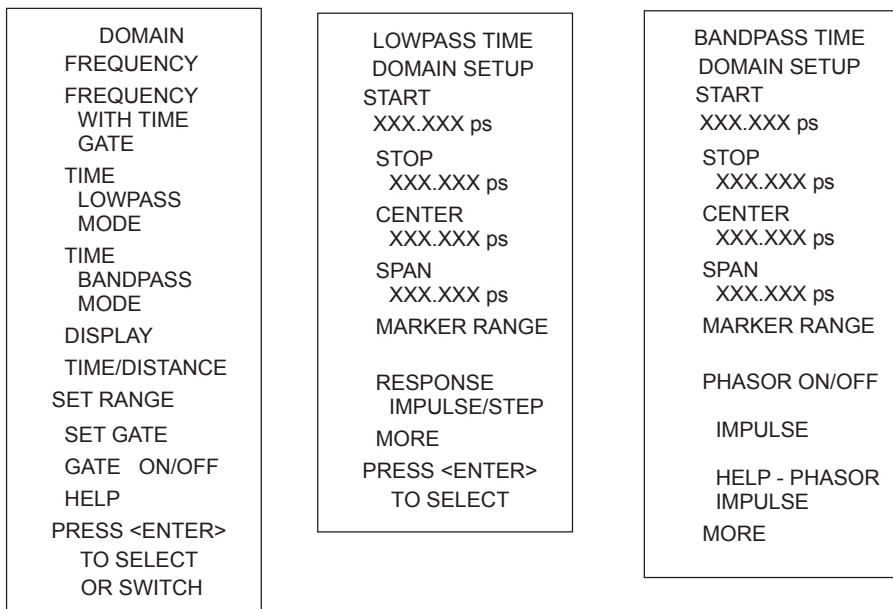 DOMAIN
FREQUENCY
FREQUENCY
WITH TIME
GATE
TIME
LOWPASS
MODE
TIME
BANDPASS
MODE
DISPLAY
TIME/DISTANCE
SET RANGE
SET GATE
GATE ON/OFF
HELP
PRESS <ENTER>
TO SELECT
OR SWITCH
LOWPASS TIME
DOMAIN SETUP
START
XXX.XXX ps
STOP
XXX.XXX ps
CENTER
XXX.XXX ps
SPAN
XXX.XXX ps
MARKER RANGE
RESPONSE
IMPULSE/STEP
MORE
PRESS <ENTER>
TO SELECT
BANDPASS TIME
DOMAIN SETUP
START
XXX.XXX ps
STOP
XXX.XXX ps
CENTER
XXX.XXX ps
SPAN
XXX.XXX ps
MARKER RANGE
PHASOR ON/OFF
IMPULSE
HELP - PHASOR
IMPULSE
MORE